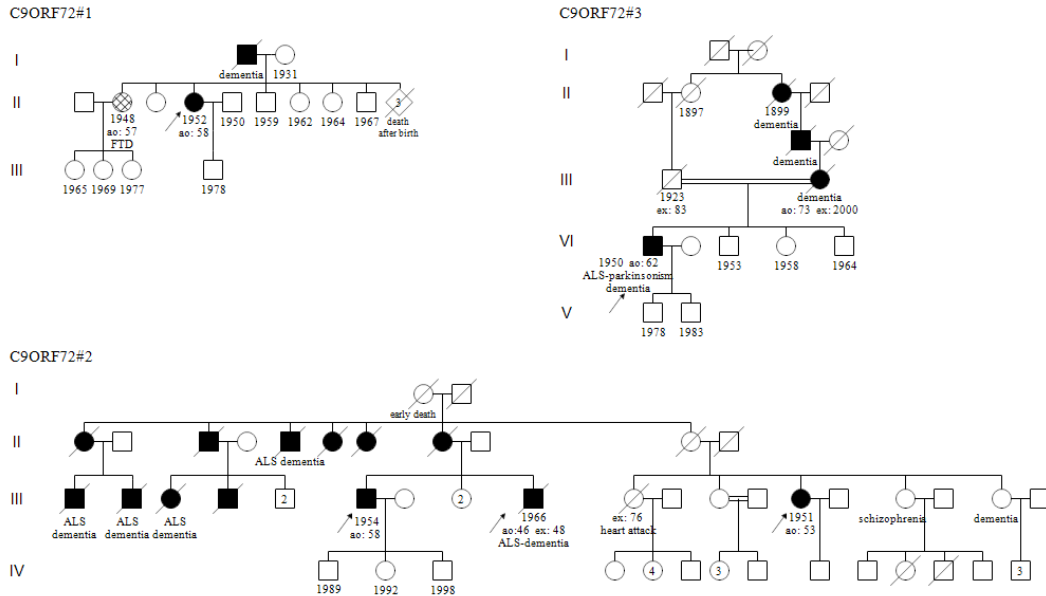 C9ORF72#1
I
dementia
1931
II
3
1948
ao: 57
FTD
1952
ao: 58
1950
1959
1962
1964
1967
death
after birth
III
1965
1969
1977
1978
C9ORF72#3
I
II
1897
1899
dementia
dementia
III
1923
ex: 83
dementia
ao: 73 ex: 2000
VI
1950 ao: 62
ALS-parkinsonism
dementia
1953
1958
1964
V
1978
1983
C9ORF72#2
I
early death
II
ALS dementia
III
2
2
ALS
dementia
ALS
dementia
ALS
dementia
1954
ao: 58
1966
ao:46 ex: 48
ALS-dementia
ex: 76
heart attack
1951
ao: 53
schizophrenia
dementia
IV
1989
1992
1998
4
3
3